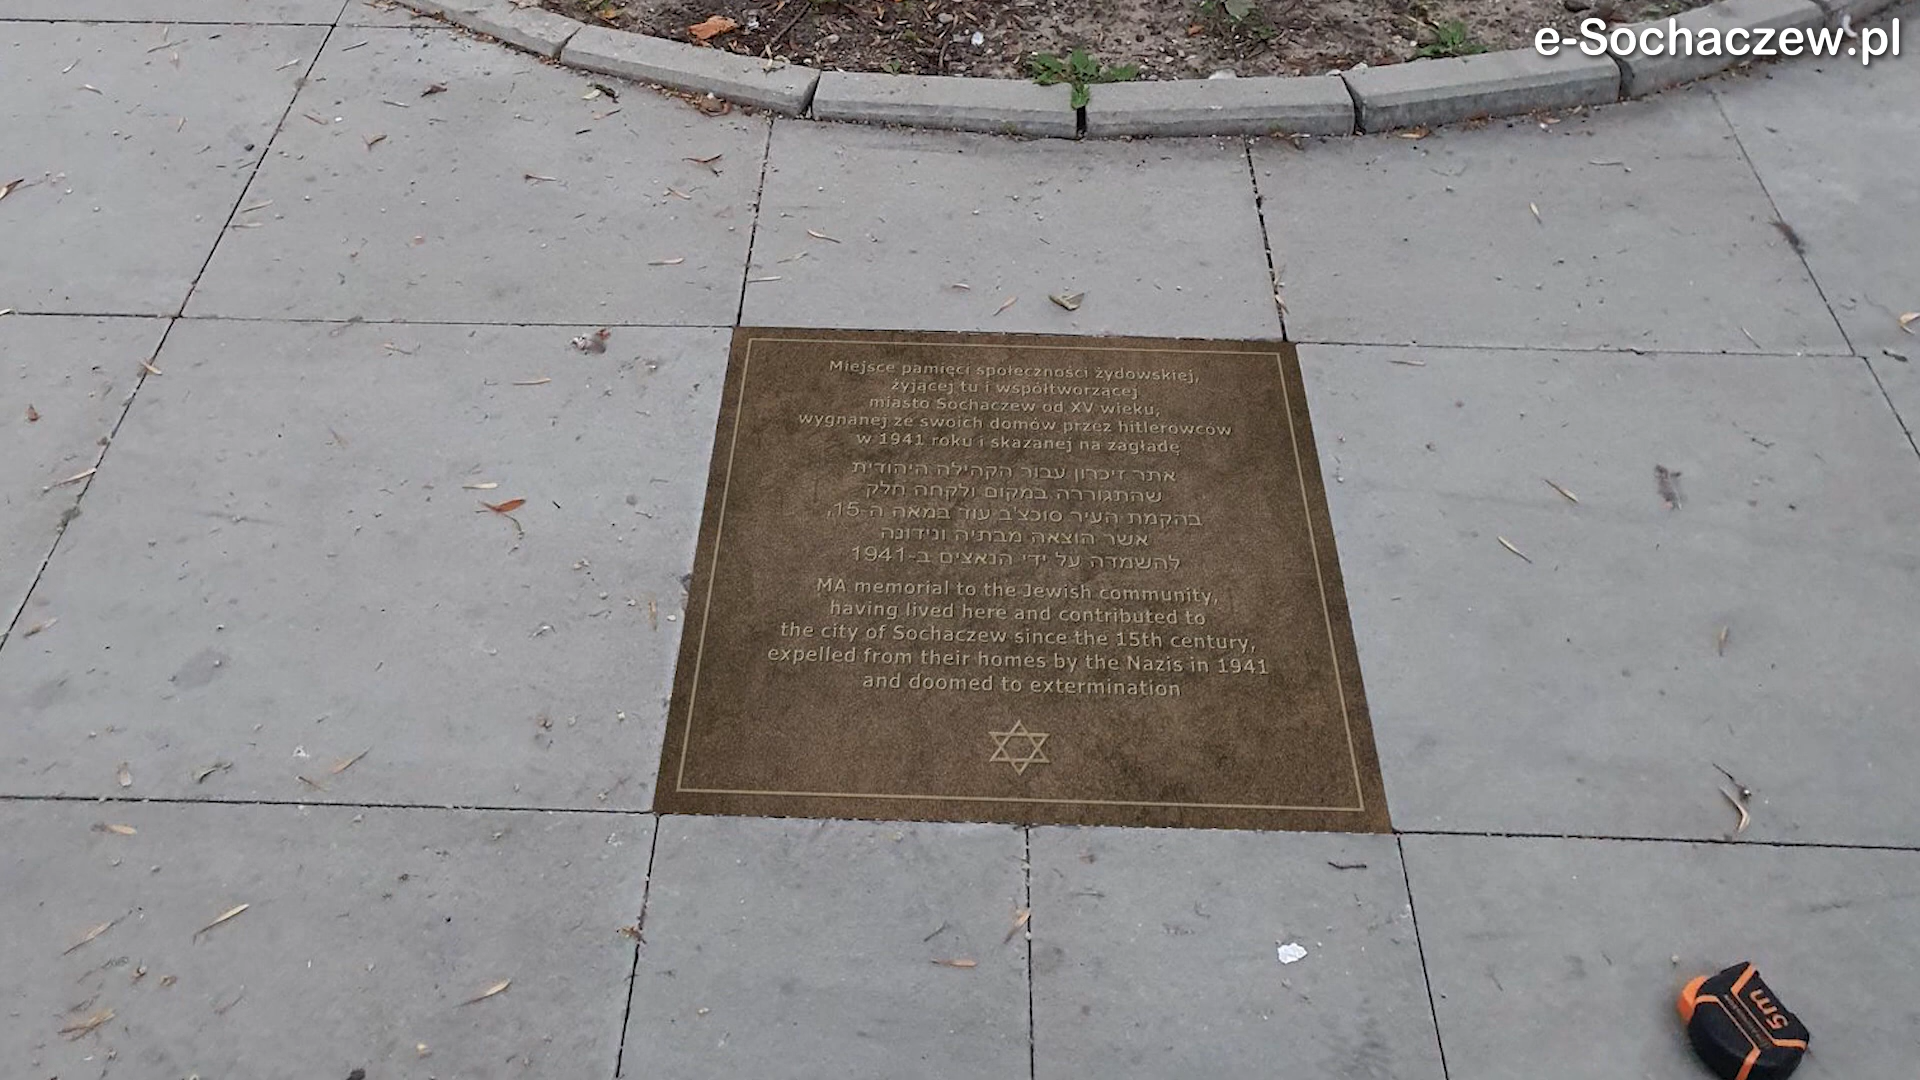 e-Sochaczew.pl
Miejsce pamięci społeczności żydowskiej,
żyjącej tu i współtworzącej
miasto Sochaczew od XV wieku,
wygnanej ze swoich domów przez hitlerowców
w 1941 roku i skazanej na zagładę
אתר זיכרון עבור הקהילה היהודית
שהתגוררה במקום ולקחה חלק
בהקמת העיר סוכצ'ב עוד במאה ה-15,
אשר הוצאה מבתיה ונידונה
להשמדה על ידי הנאצים ב-1941
MA memorial to the Jewish community,
having lived here and contributed to
the city of Sochaczew since the 15th century,
expelled from their homes by the Nazis in 1941
and doomed to extermination
5m